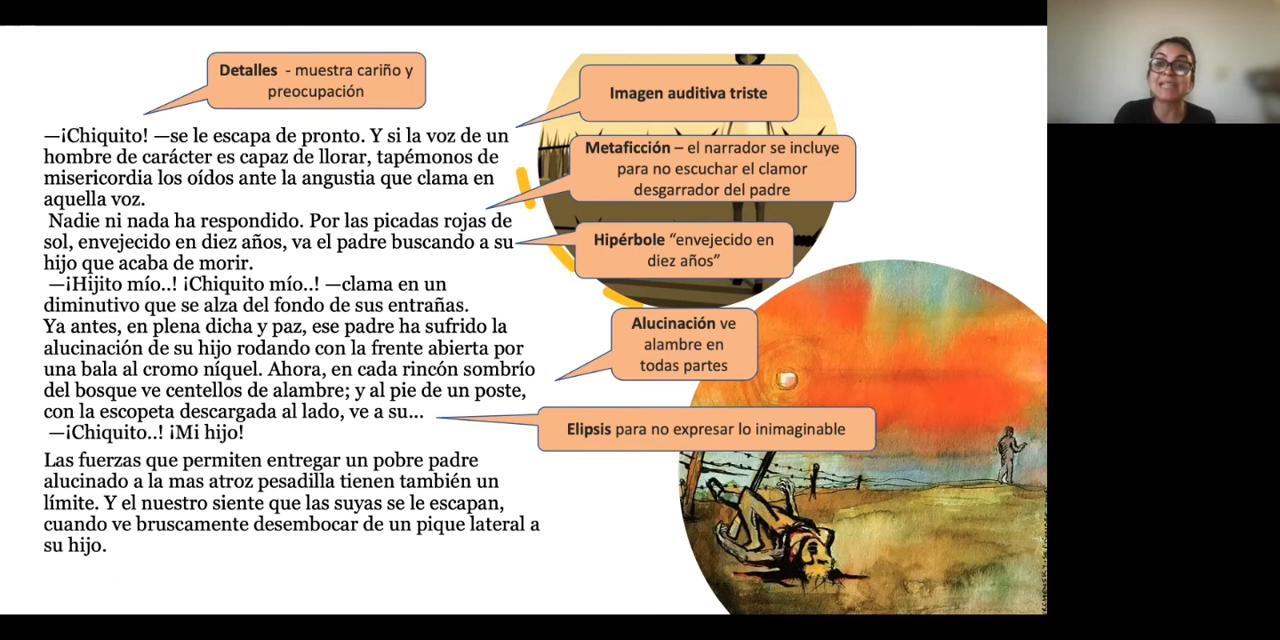 Detalles - muestra cariño y
preocupación
Imagen auditiva triste
Metaficción – el narrador se incluye
para no escuchar el clamor
desgarrador del padre
Hipérbole “envejecido en
diez años”
Alucinación ve
alambre en
todas partes
Elipsis para no expresar lo inimaginable
—¡Chiquito! —se le escapa de pronto. Y si la voz de un
hombre de carácter es capaz de llorar, tapémonos de
misericordia los oídos ante la angustia que clama en
aquella voz.
Nadie ni nada ha respondido. Por las picadas rojas de
sol, envejecido en diez años, va el padre buscando a su
hijo que acaba de morir.
—¡Hijito mío..! ¡Chiquito mío..! —clama en un
diminutivo que se alza del fondo de sus entrañas.
Ya antes, en plena dicha y paz, ese padre ha sufrido la
alucinación de su hijo rodando con la frente abierta por
una bala al cromo níquel. Ahora, en cada rincón sombrío
del bosque ve centellos de alambre; y al pie de un poste,
con la escopeta descargada al lado, ve a su...
—¡Chiquito..! ¡Mi hijo!
Las fuerzas que permiten entregar un pobre padre
alucinado a la mas atroz pesadilla tienen también un
límite. Y el nuestro siente que las suyas se le escapan,
cuando ve bruscamente desembocar de un pique lateral a
su hijo.